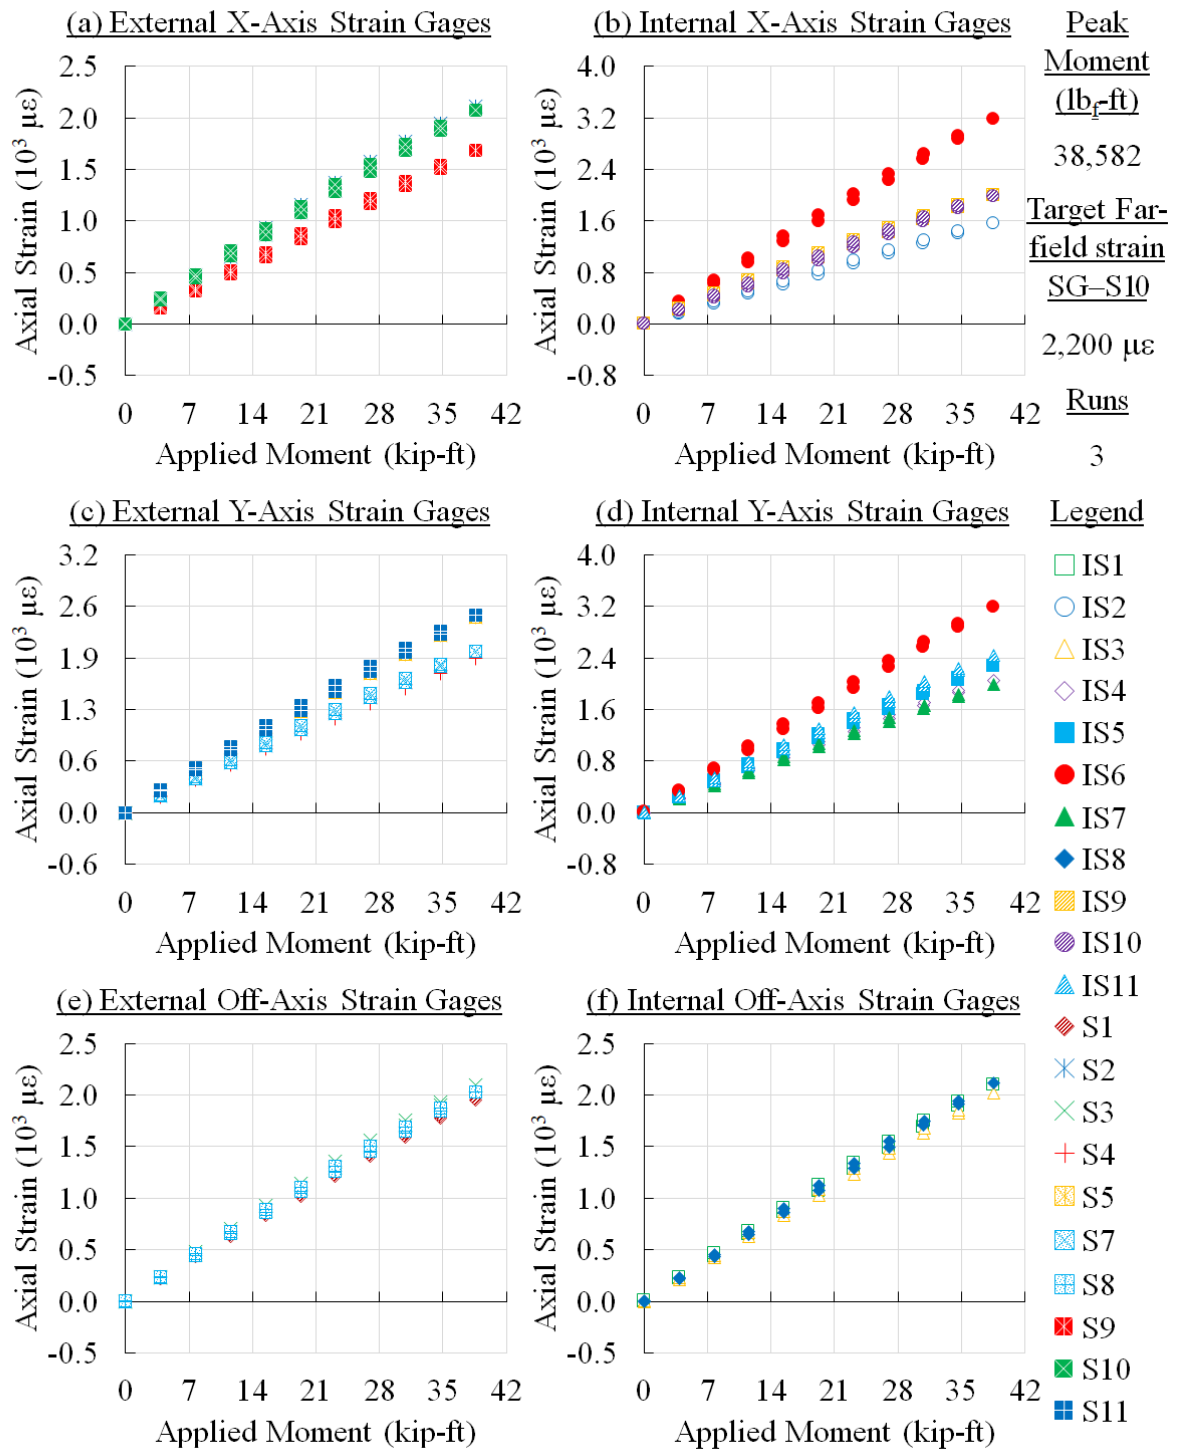 (a) External X-Axis Strain Gages
2.5
2.0
1.5
1.0
0.5
0.0
-0.5
Axial Strain (10³ με)
0 7 14 21 28 35 42
Applied Moment (kip-ft)
(b) Internal X-Axis Strain Gages
4.0
3.2
2.4
1.6
0.8
0.0
-0.8
Axial Strain (10³ με)
0 7 14 21 28 35 42
Applied Moment (kip-ft)
Peak
Moment
(lbf-ft)
38,582
Target Far-
field strain
SG–S10
2,200 με
Runs
3
(c) External Y-Axis Strain Gages
3.2
2.6
1.9
1.3
0.6
0.0
-0.6
Axial Strain (10³ με)
0 7 14 21 28 35 42
Applied Moment (kip-ft)
(d) Internal Y-Axis Strain Gages
4.0
3.2
2.4
1.6
0.8
0.0
-0.8
Axial Strain (10³ με)
0 7 14 21 28 35 42
Applied Moment (kip-ft)
Legend
IS1
IS2
IS3
IS4
IS5
IS6
IS7
IS8
IS9
IS10
IS11
S1
S2
S3
S4
S5
S7
S8
S9
S10
S11
(e) External Off-Axis Strain Gages
2.5
2.0
1.5
1.0
0.5
0.0
-0.5
Axial Strain (10³ με)
0 7 14 21 28 35 42
Applied Moment (kip-ft)
(f) Internal Off-Axis Strain Gages
2.5
2.0
1.5
1.0
0.5
0.0
-0.5
Axial Strain (10³ με)
0 7 14 21 28 35 42
Applied Moment (kip-ft)